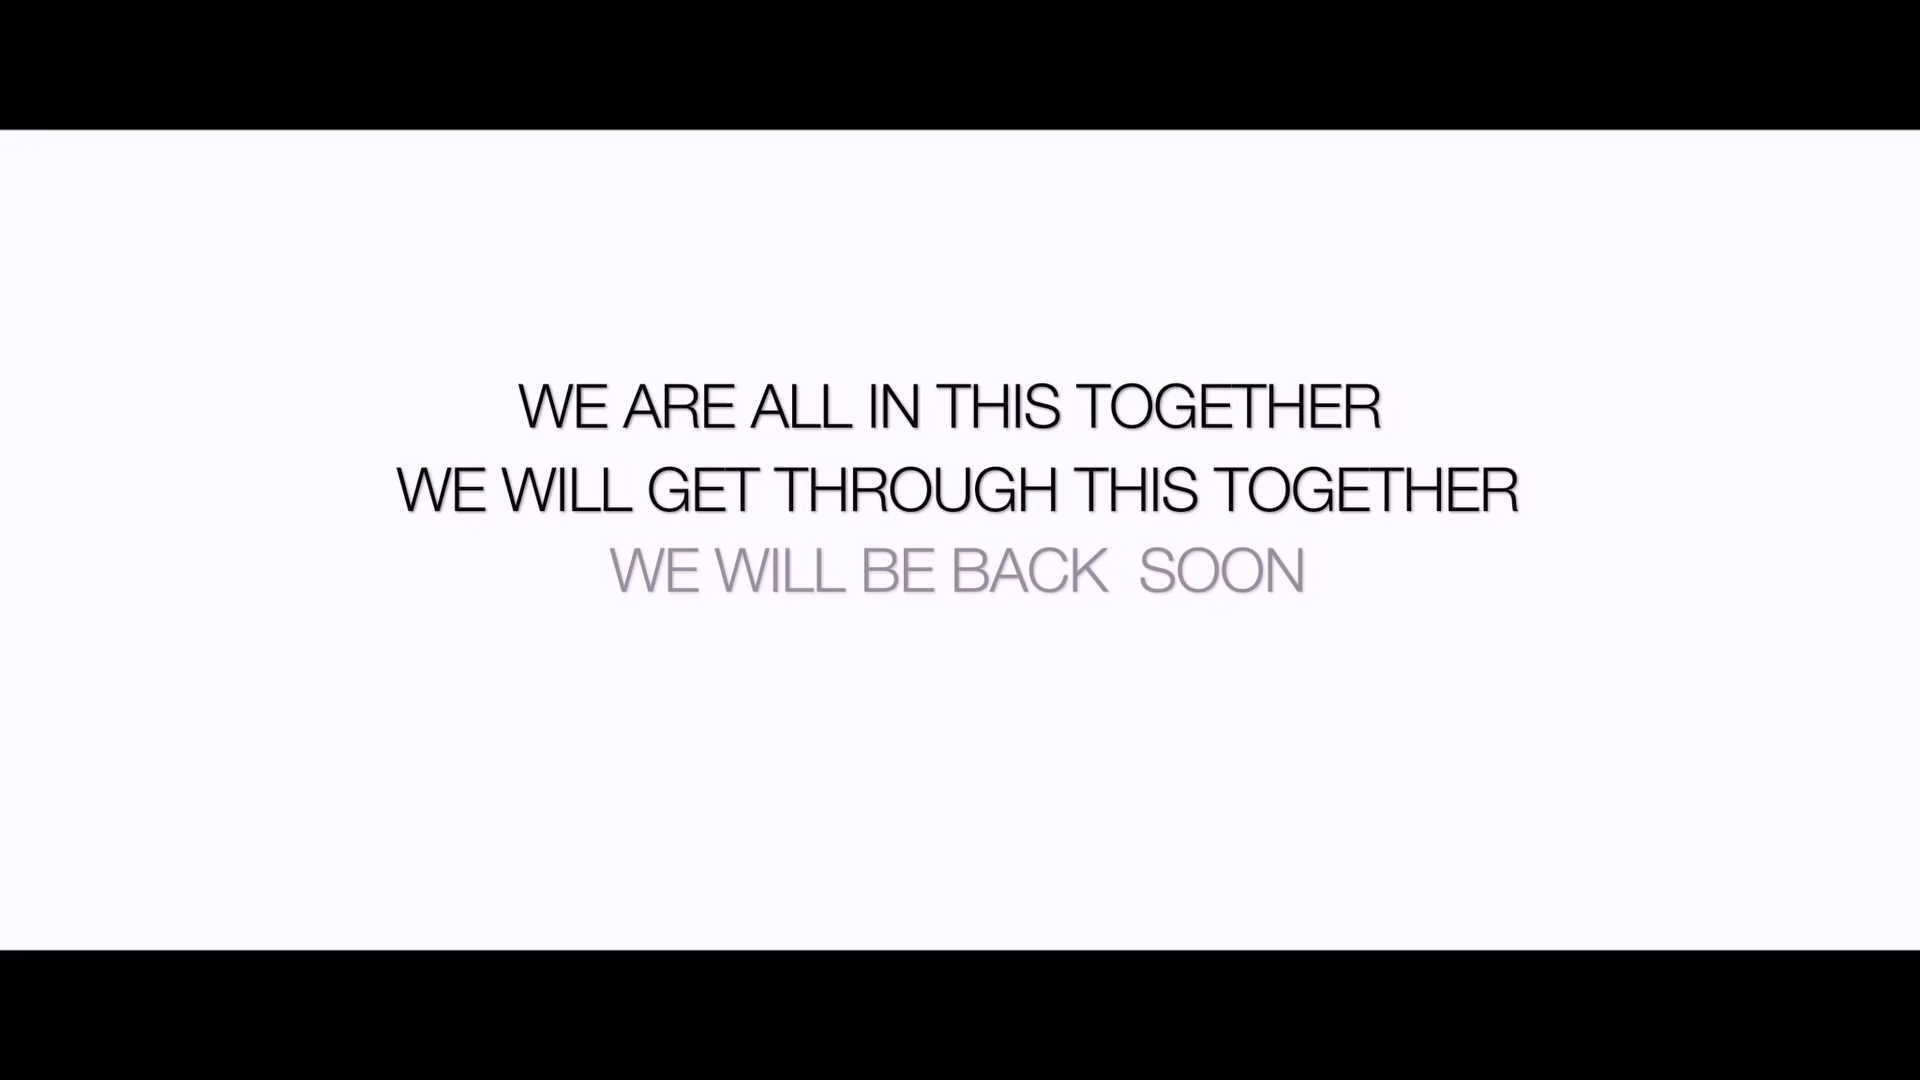 WE ARE ALL IN THIS TOGETHER
WE WILL GET THROUGH THIS TOGETHER
WE WILL BE BACK  SOON